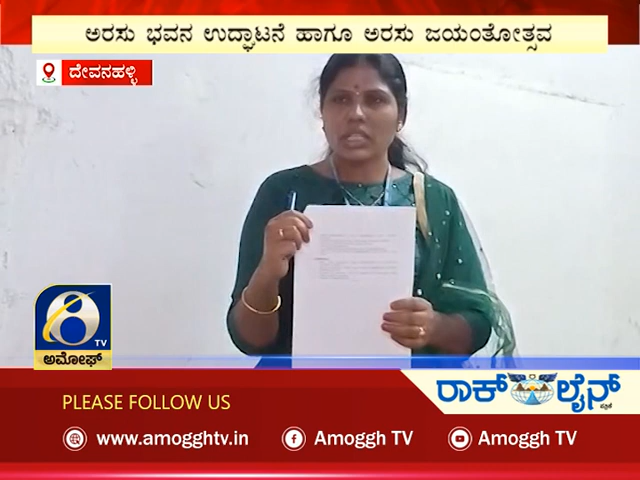 ಅರಸು ಭವನ ಉದ್ಘಾಟನೆ ಹಾಗೂ ಅರಸು ಜಯಂತೋತ್ಸವ
ದೇವನಹಳ್ಳಿ
TV
ಅಮೋಘ್
ರಾಕ್ ಲೈನ್
PLEASE FOLLOW US
www.amogghtv.in
Amoggh TV
Amoggh TV